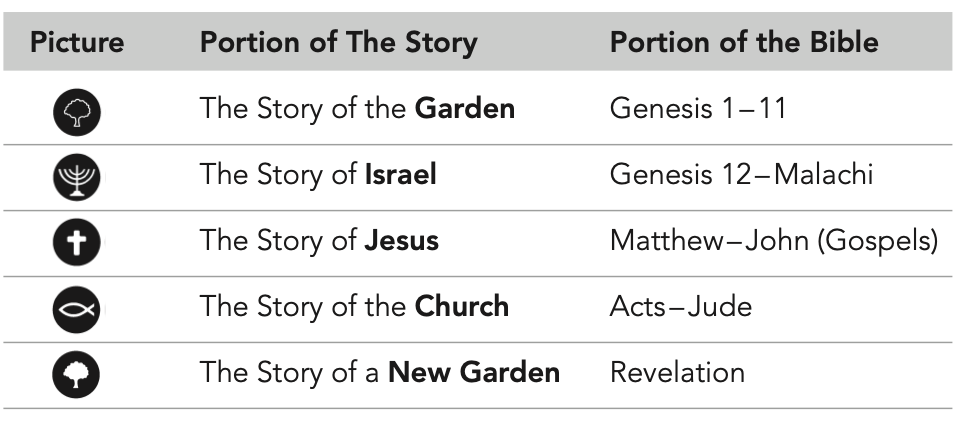 Picture Portion of The Story Portion of the Bible
The Story of the Garden Genesis 1–11
The Story of Israel Genesis 12–Malachi
The Story of Jesus Matthew–John (Gospels)
The Story of the Church Acts–Jude
The Story of a New Garden Revelation